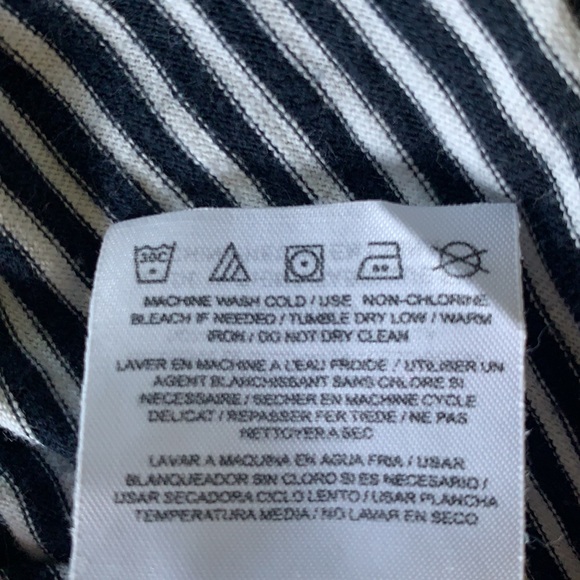 30C
MACHINE WASH COLD / USE NON-CHLORINE
BLEACH IF NEEDED / TUMBLE DRY LOW / WARM
IRON / DO NOT DRY CLEAN
LAVER EN MACHINE A L'EAU FROIDE / UTILISER UN
AGENT BLANCHISSANT SANS CHLORE SI
NECESSAIRE / SECHER EN MACHINE CYCLE
DELICAT / REPASSER FER TIEDE / NE PAS
NETTOYER A SEC
LAVAR A MAQUINA EN AGUA FRIA / USAR
BLANQUEADOR SIN CLORO SI ES NECESARIO /
USAR SECADORA CICLO LENTO / USAR PLANCHA
TEMPERATURA MEDIA / NO LAVAR EN SECO